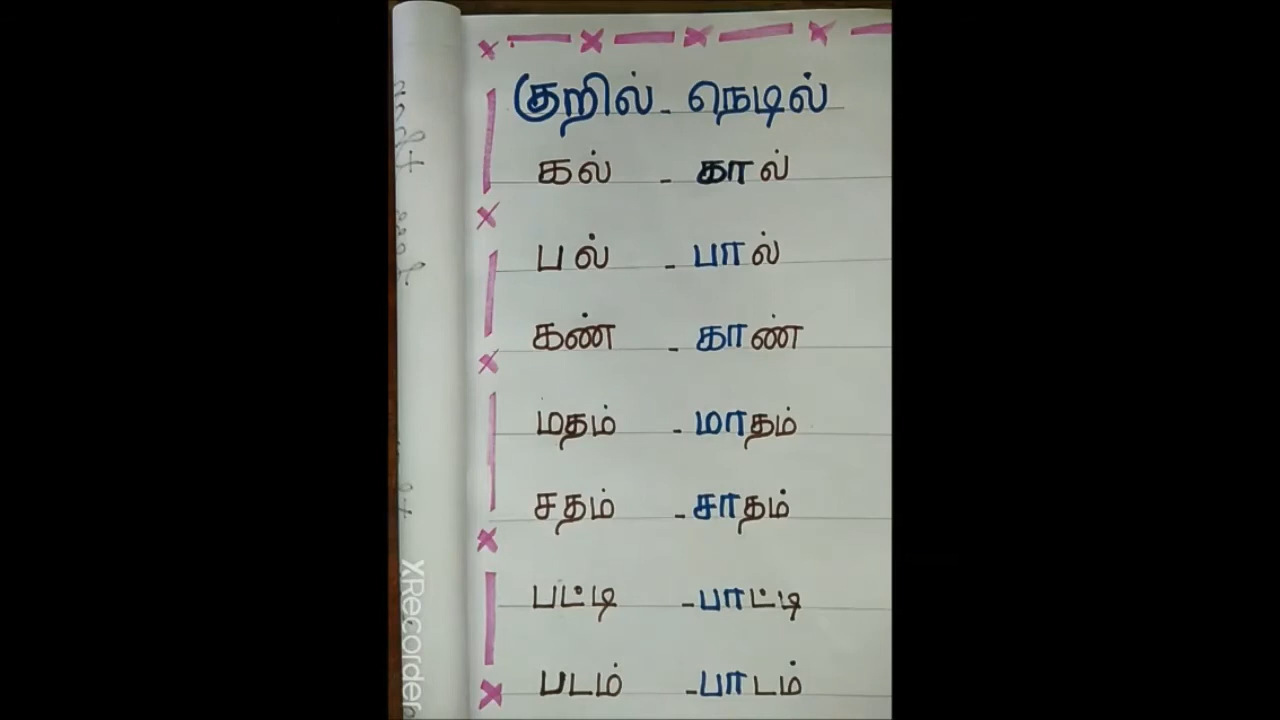 குறில் - நெடில்
கல் - கால்
பல் - பால்
கண் - காண்
மதம் - மாதம்
சதம் - சாதம்
பட்டி - பாட்டி
படம் - பாடம்
XRecorder